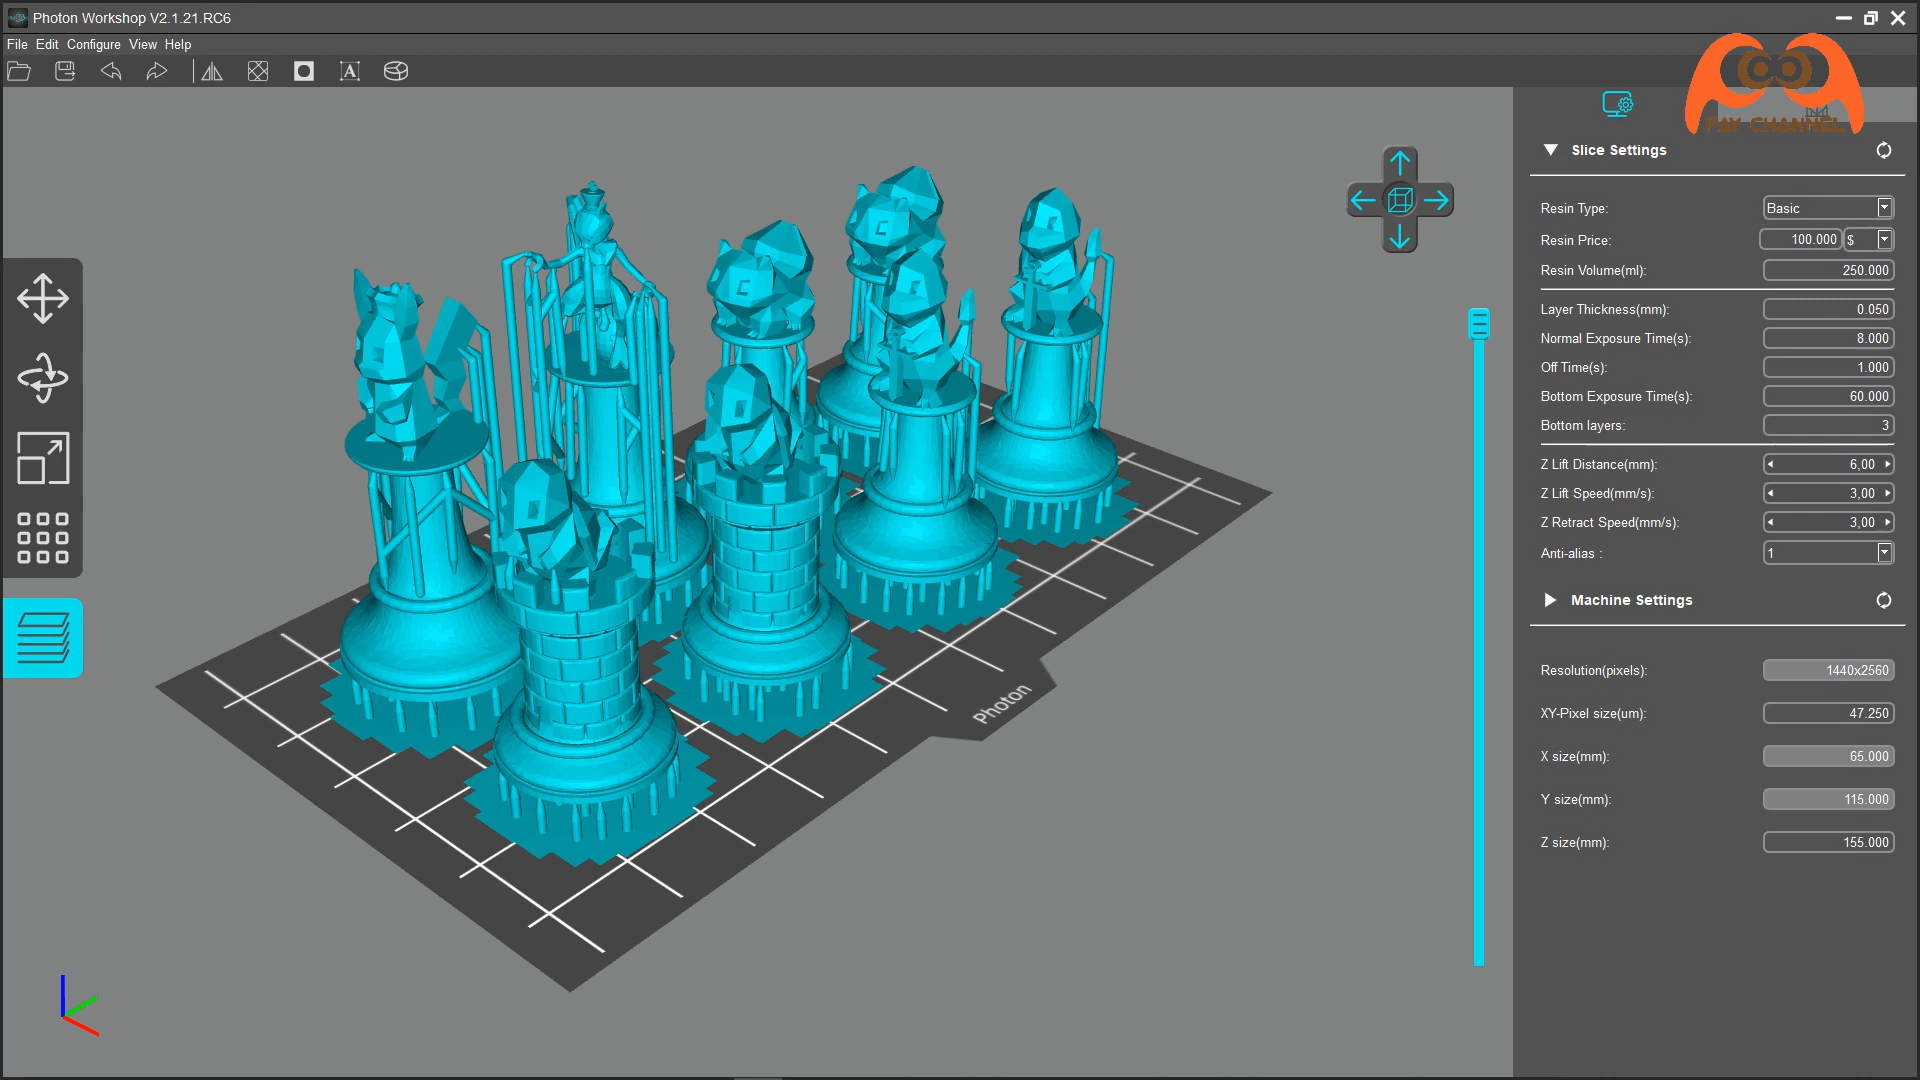 Photon Workshop V2.1.21.RC6
File Edit Configure View Help
FAY CHANNEL
Slice Settings
Resin Type: Basic
Resin Price: 100.000 $
Resin Volume(ml): 250.000
Layer Thickness(mm): 0.050
Normal Exposure Time(s): 8.000
Off Time(s): 1.000
Bottom Exposure Time(s): 60.000
Bottom layers: 3
Z Lift Distance(mm): 6,00
Z Lift Speed(mm/s): 3,00
Z Retract Speed(mm/s): 3,00
Anti-alias : 1
Machine Settings
Resolution(pixels): 1440x2560
XY-Pixel size(um): 47.250
X size(mm): 65.000
Y size(mm): 115.000
Z size(mm): 155.000
Photon